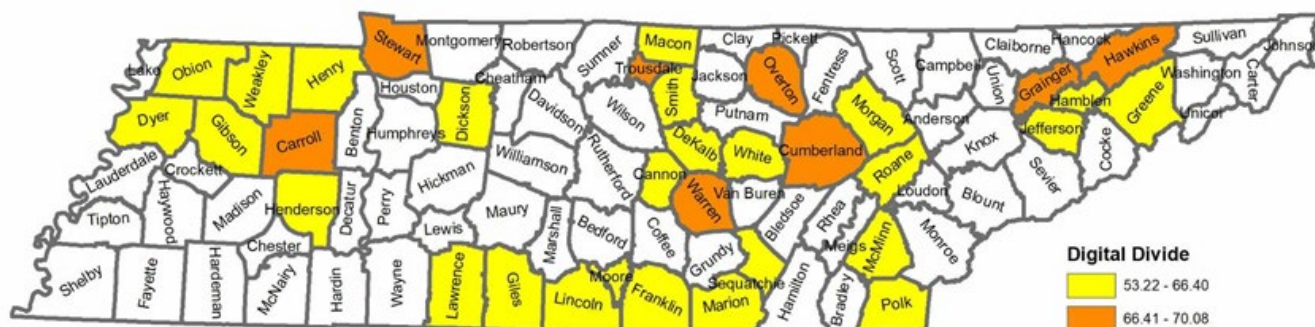 Stewart
Montgomery
Robertson
Sumner
Macon
Clay
Pickett
Claiborne
Hancock
Hawkins
Sullivan
Johnson
Lake
Obion
Weakley
Henry
Houston
Cheatham
Trousdale
Jackson
Overton
Fentress
Scott
Campbell
Union
Grainger
Hamblen
Greene
Washington
Carter
Unicoi
Dyer
Gibson
Carroll
Benton
Humphreys
Dickson
Davidson
Wilson
Smith
Putnam
Morgan
Anderson
Knox
Jefferson
Cocke
Sevier
Lauderdale
Crockett
Haywood
Madison
Henderson
Decatur
Perry
Hickman
Williamson
Rutherford
Cannon
DeKalb
White
Cumberland
Roane
Loudon
Blount
Tipton
Chester
Lewis
Maury
Marshall
Bedford
Coffee
Warren
Van Buren
Bledsoe
Rhea
Meigs
McMinn
Monroe
Shelby
Fayette
Hardeman
McNairy
Hardin
Wayne
Lawrence
Giles
Lincoln
Moore
Franklin
Grundy
Sequatchie
Marion
Hamilton
Bradley
Polk
Digital Divide
53.22 - 66.40
66.41 - 70.08